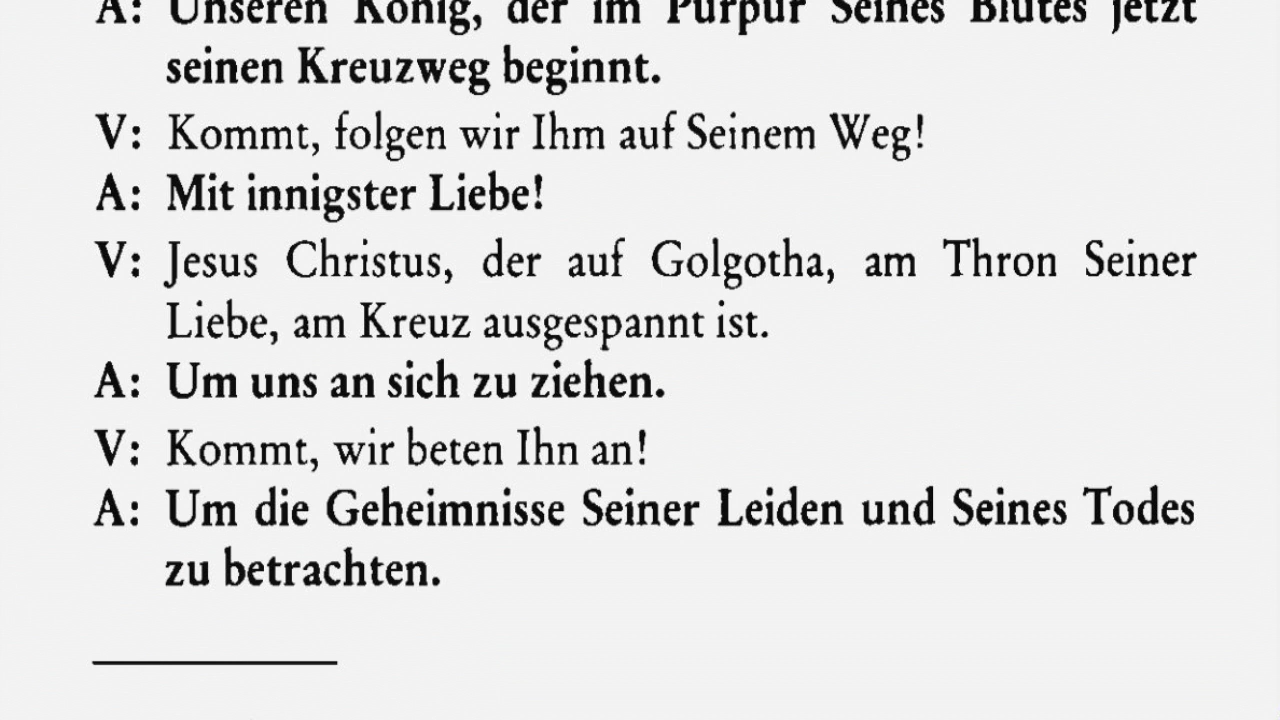 A: Unseren König, der im Purpur Seines Blutes jetzt
seinen Kreuzweg beginnt.
V: Kommt, folgen wir Ihm auf Seinem Weg!
A: Mit innigster Liebe!
V: Jesus Christus, der auf Golgotha, am Thron Seiner
Liebe, am Kreuz ausgespannt ist.
A: Um uns an sich zu ziehen.
V: Kommt, wir beten Ihn an!
A: Um die Geheimnisse Seiner Leiden und Seines Todes
zu betrachten.